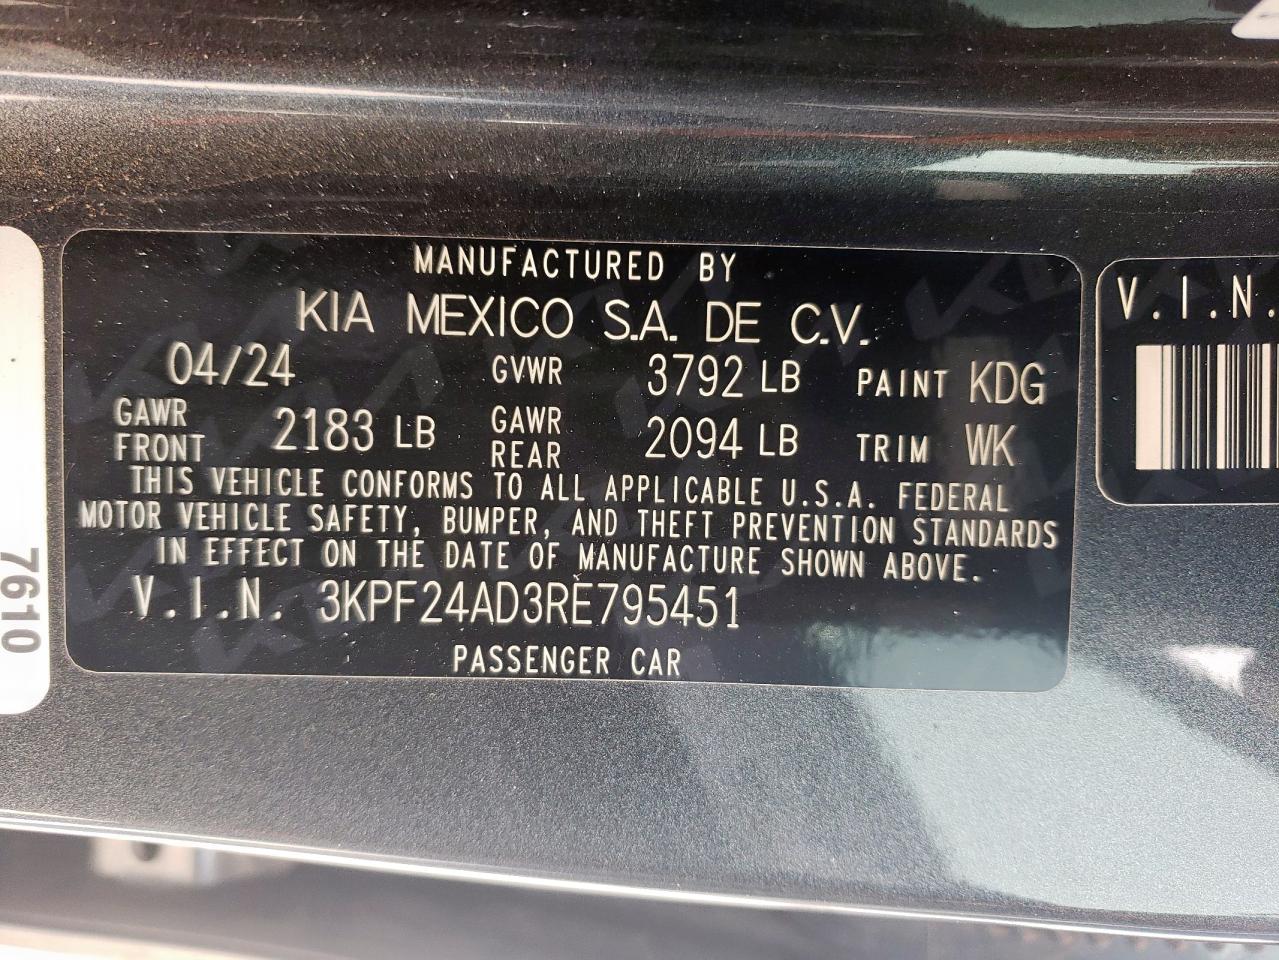 MANUFACTURED BY
KIA MEXICO S.A. DE C.V.
04/24 GVWR 3792 LB PAINT KDG
GAWR FRONT 2183 LB GAWR REAR 2094 LB TRIM WK
THIS VEHICLE CONFORMS TO ALL APPLICABLE U.S.A. FEDERAL
MOTOR VEHICLE SAFETY, BUMPER, AND THEFT PREVENTION STANDARDS
IN EFFECT ON THE DATE OF MANUFACTURE SHOWN ABOVE.
V.I.N. 3KPF24AD3RE795451
PASSENGER CAR
V.I.N.
7610